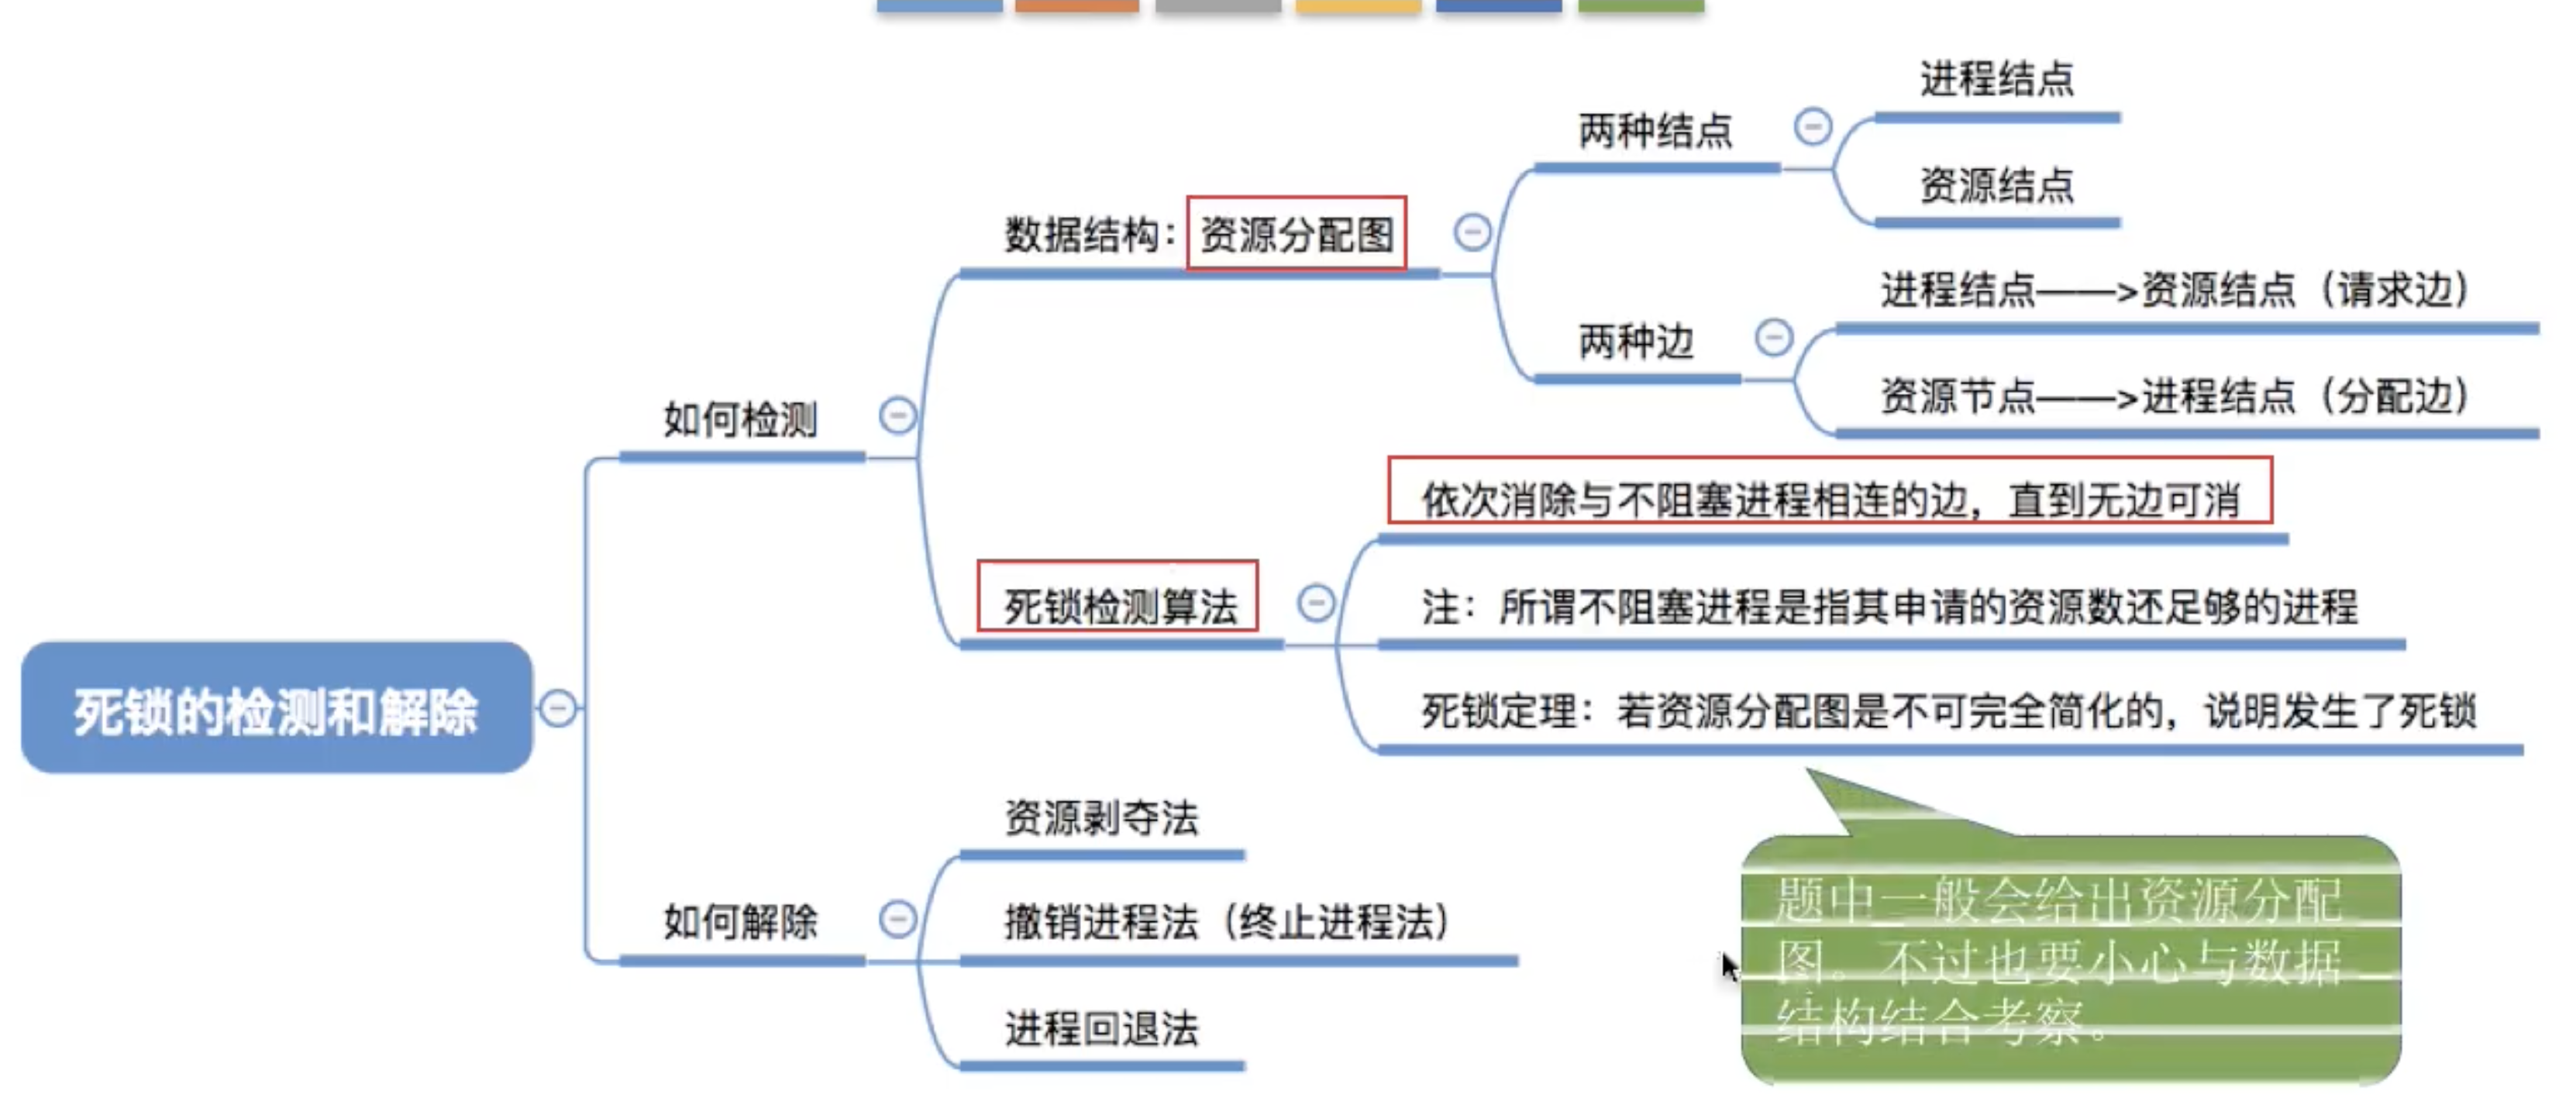 死锁的检测和解除
如何检测
数据结构：资源分配图
两种结点
进程结点
资源结点
两种边
进程结点——>资源结点（请求边）
资源节点——>进程结点（分配边）
死锁检测算法
依次消除与不阻塞进程相连的边，直到无边可消
注：所谓不阻塞进程是指其申请的资源数还足够的进程
死锁定理：若资源分配图是不可完全简化的，说明发生了死锁
如何解除
资源剥夺法
撤销进程法（终止进程法）
进程回退法
题中一般会给出资源分配
图。不过也要小心与数据
结构结合考察。